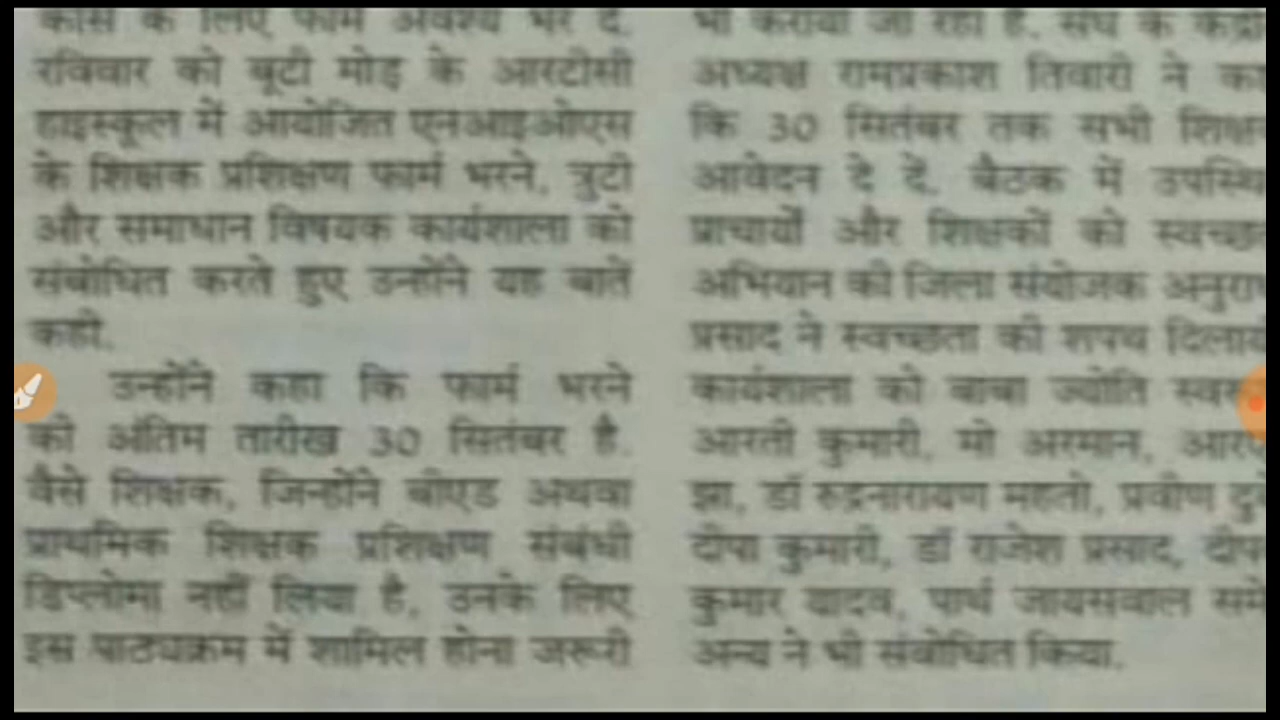 कोर्स के लिए फार्म अवश्य भर दें.
रविवार को बूटी मोड़ के आरटीसी
हाइस्कूल में आयोजित एनआइओएस
के शिक्षक प्रशिक्षण फार्म भरने, त्रुटी
और समाधान विषयक कार्यशाला को
संबोधित करते हुए उन्होंने यह बातें
कही.
उन्होंने कहा कि फार्म भरने
की अंतिम तारीख 30 सितंबर है.
वैसे शिक्षक, जिन्होंने बीएड अथवा
प्राथमिक शिक्षक प्रशिक्षण संबंधी
डिप्लोमा नहीं लिया है, उनके लिए
इस पाठ्यक्रम में शामिल होना जरूरी
भी कराया जा रहा है. संघ के
अध्यक्ष रामप्रकाश तिवारी ने
कि 30 सितंबर तक सभी
आवेदन दे दें. बैठक में
प्राचार्यों और शिक्षकों को
अभियान की जिला संयोजक
प्रसाद ने स्वच्छता की शपथ
कार्यशाला को बाबा ज्योति
आरती कुमारी, मो अरमान,
झा, डॉ रुद्रनारायण महतो, प्रवीण
दीपा कुमारी, डॉ राजेश प्रसाद,
कुमार यादव, पार्थ जायसवाल
अन्य ने भी संबोधित किया.